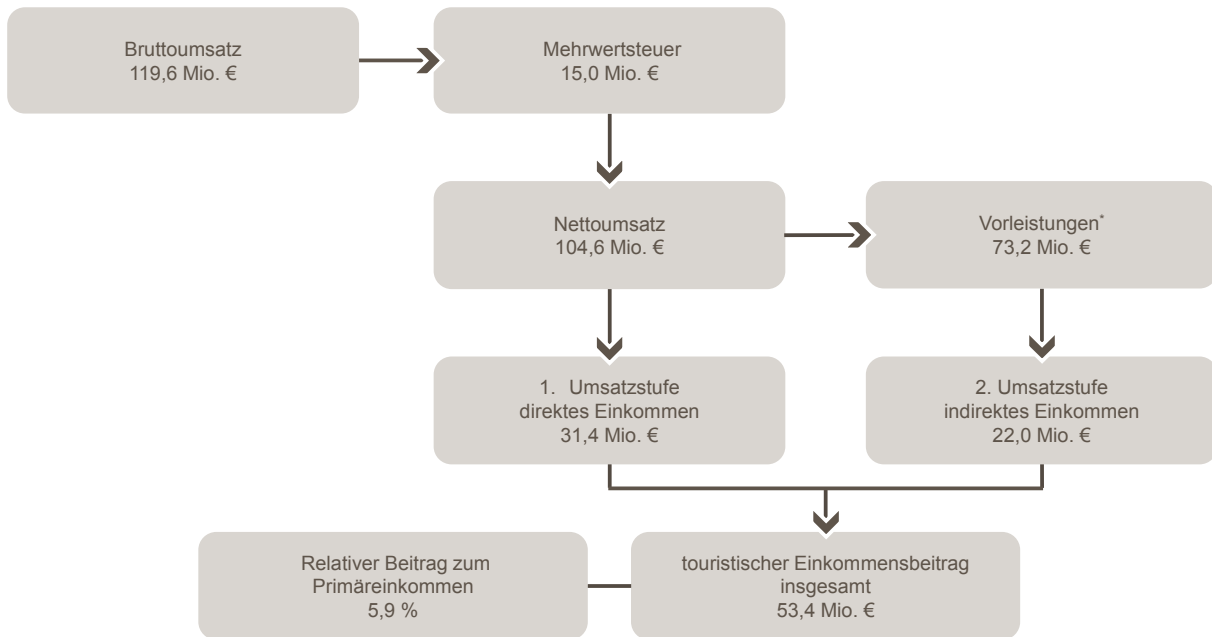 Bruttoumsatz
119,6 Mio. €
Mehrwertsteuer
15,0 Mio. €
Nettoumsatz
104,6 Mio. €
Vorleistungen*
73,2 Mio. €
1. Umsatzstufe
direktes Einkommen
31,4 Mio. €
2. Umsatzstufe
indirektes Einkommen
22,0 Mio. €
Relativer Beitrag zum
Primäreinkommen
5,9 %
touristischer Einkommensbeitrag
insgesamt
53,4 Mio. €